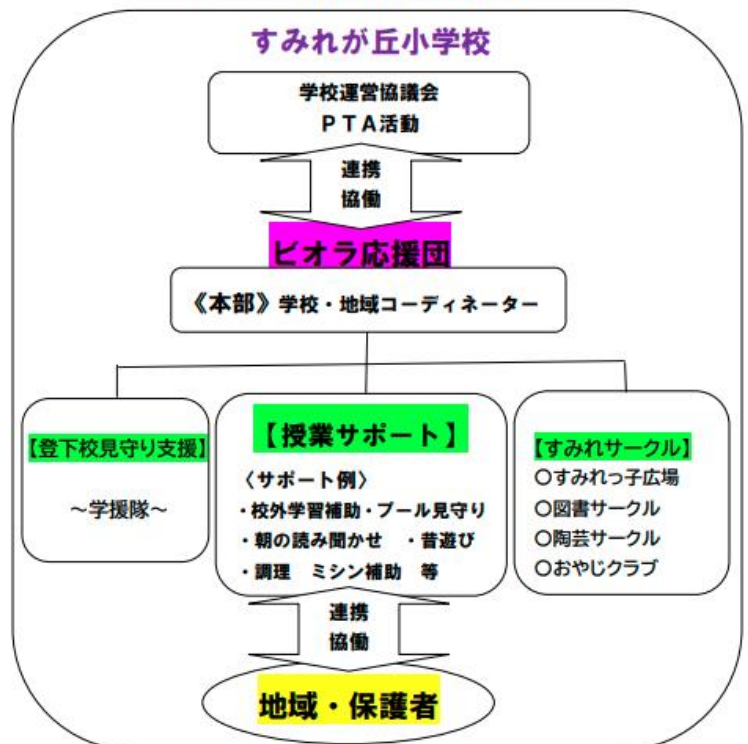 すみれが丘小学校
学校運営協議会
ＰＴＡ活動
連携
協働
ビオラ応援団
《本部》学校・地域コーディネーター
【登下校見守り支援】
～学援隊～
【授業サポート】
〈サポート例〉
・校外学習補助・プール見守り
・朝の読み聞かせ　・昔遊び
・調理　ミシン補助　等
【すみれサークル】
〇すみれっ子広場
〇図書サークル
〇陶芸サークル
〇おやじクラブ
連携
協働
地域・保護者